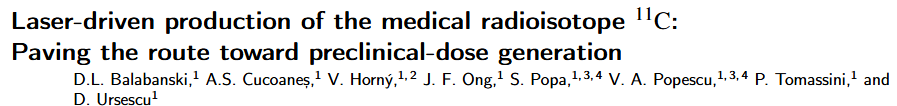 Laser-driven production of the medical radioisotope ¹¹C:
Paving the route toward preclinical-dose generation
D.L. Balabanski,¹ A.S. Cucoaneș,¹ V. Horný,¹,² J. F. Ong,¹ S. Popa,¹,³,⁴ V. A. Popescu,¹,³,⁴ P. Tomassini,¹ and
D. Ursescu¹